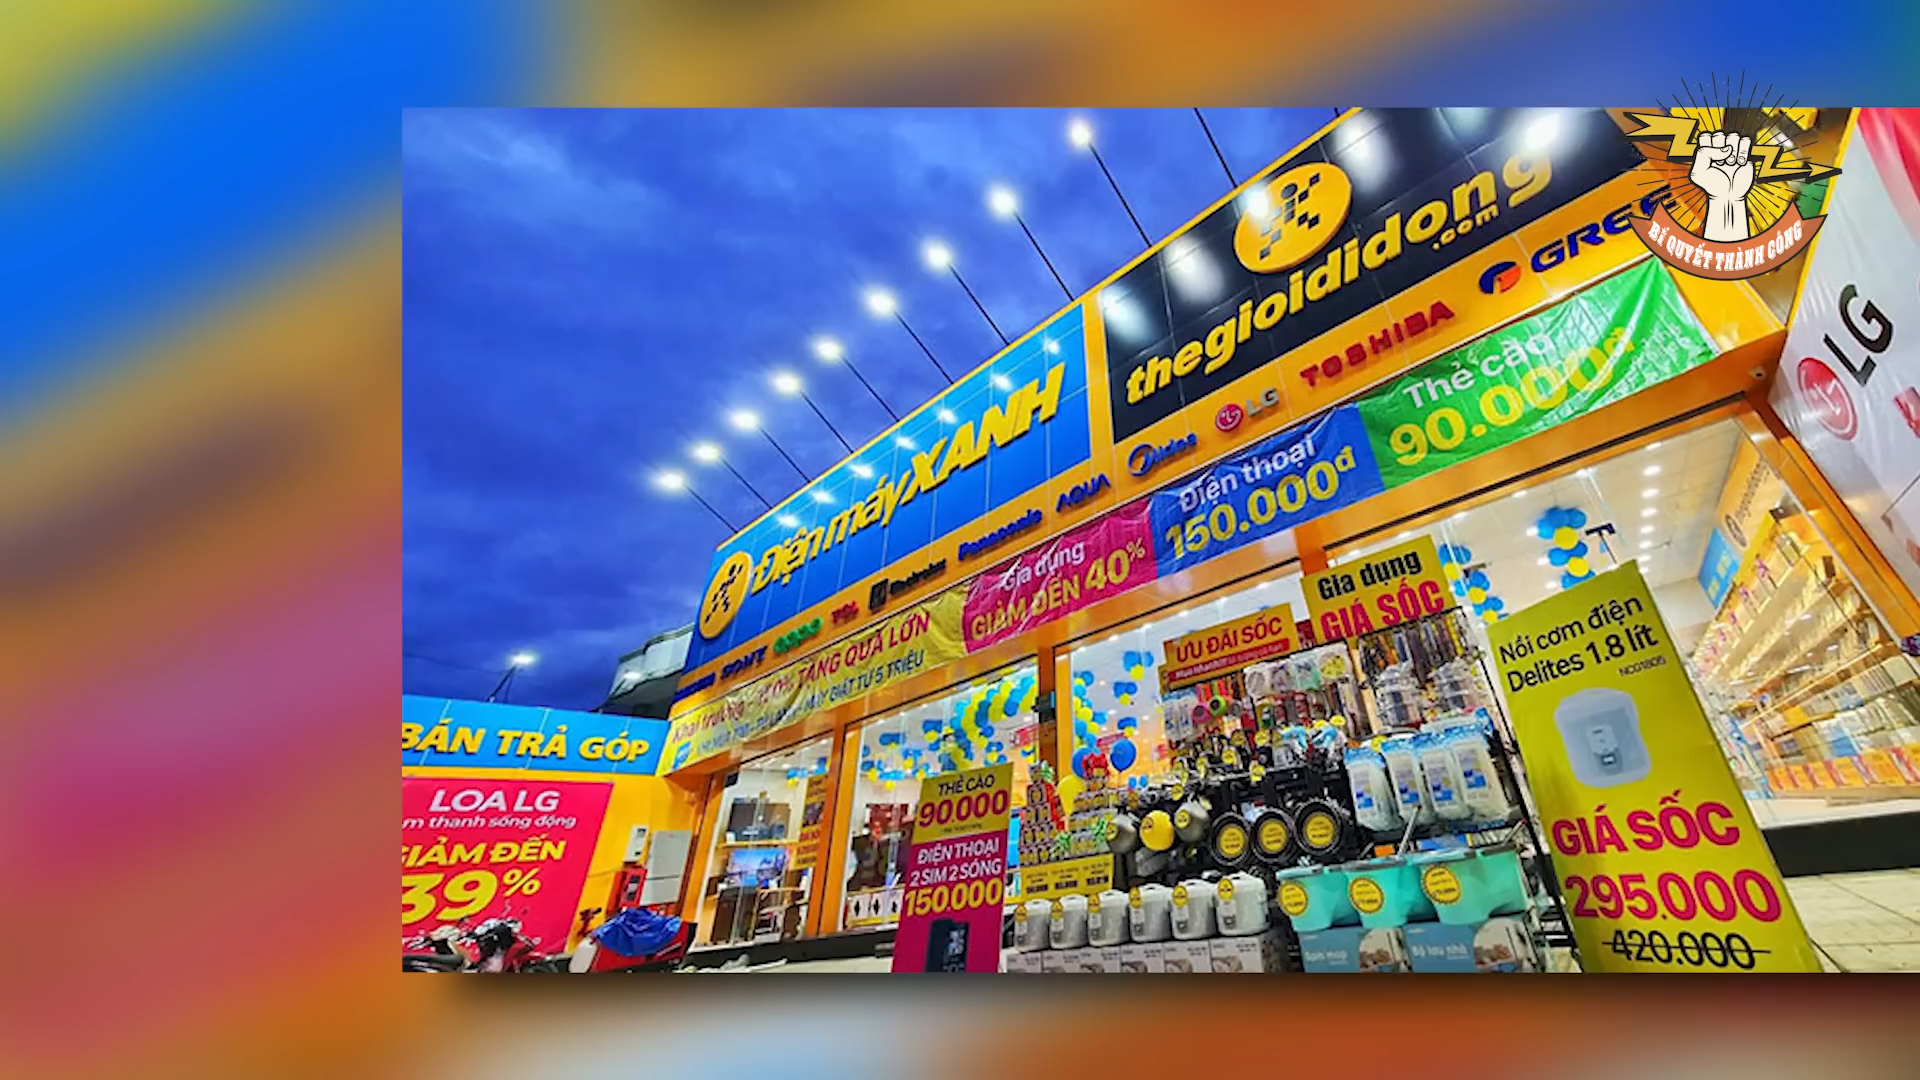 BÍ QUYẾT THÀNH CÔNG
thegioididong
.com
GREE
TOSHIBA
LG
Midea
AQUA
Panasonic
Electrolux
Điện máy XANH
SONY
oppo
Thẻ cào
90.000đ
Điện thoại
150.000đ
Gia dụng
GIẢM ĐẾN 40%
TẶNG QUÀ LỚN
MÁY GIẶT TỪ 5 TRIỆU
LG
Gia dụng
GIÁ SỐC
ƯU ĐÃI SỐC
Nồi cơm điện
Delites 1.8 lít
NC01805
GIÁ SỐC
295.000
420.000
BÁN TRẢ GÓP
LOA LG
m thanh sống động
GIẢM ĐẾN
39%
THẺ CÀO
90.000
ĐIỆN THOẠI
2 SIM 2 SÓNG
150.000